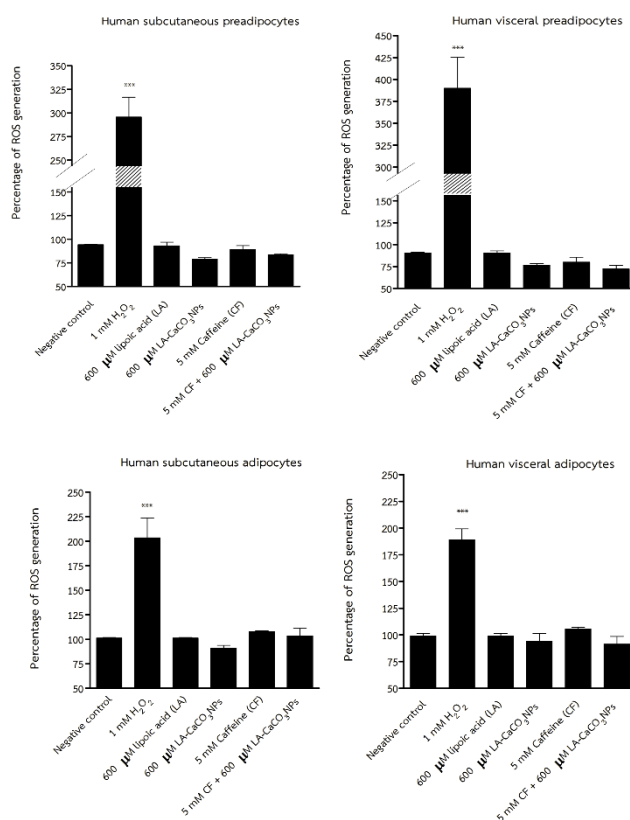 Human subcutaneous preadipocytes
Percentage of ROS generation
350
325
300
275
250
150
125
100
75
50
***
Negative control
1 mM H2O2
600 µM lipoic acid (LA)
600 µM LA-CaCO3NPs
5 mM Caffeine (CF)
5 mM CF + 600 µM LA-CaCO3NPs
Human visceral preadipocytes
Percentage of ROS generation
450
425
400
375
350
325
300
150
125
100
75
50
***
Negative control
1 mM H2O2
600 µM lipoic acid (LA)
600 µM LA-CaCO3NPs
5 mM Caffeine (CF)
5 mM CF + 600 µM LA-CaCO3NPs
Human subcutaneous adipocytes
Percentage of ROS generation
250
225
200
175
150
125
100
75
50
***
Negative control
1 mM H2O2
600 µM lipoic acid (LA)
600 µM LA-CaCO3NPs
5 mM Caffeine (CF)
5 mM CF + 600 µM LA-CaCO3NPs
Human visceral adipocytes
Percentage of ROS generation
250
225
200
175
150
125
100
75
50
***
Negative control
1 mM H2O2
600 µM lipoic acid (LA)
600 µM LA-CaCO3NPs
5 mM Caffeine (CF)
5 mM CF + 600 µM LA-CaCO3NPs